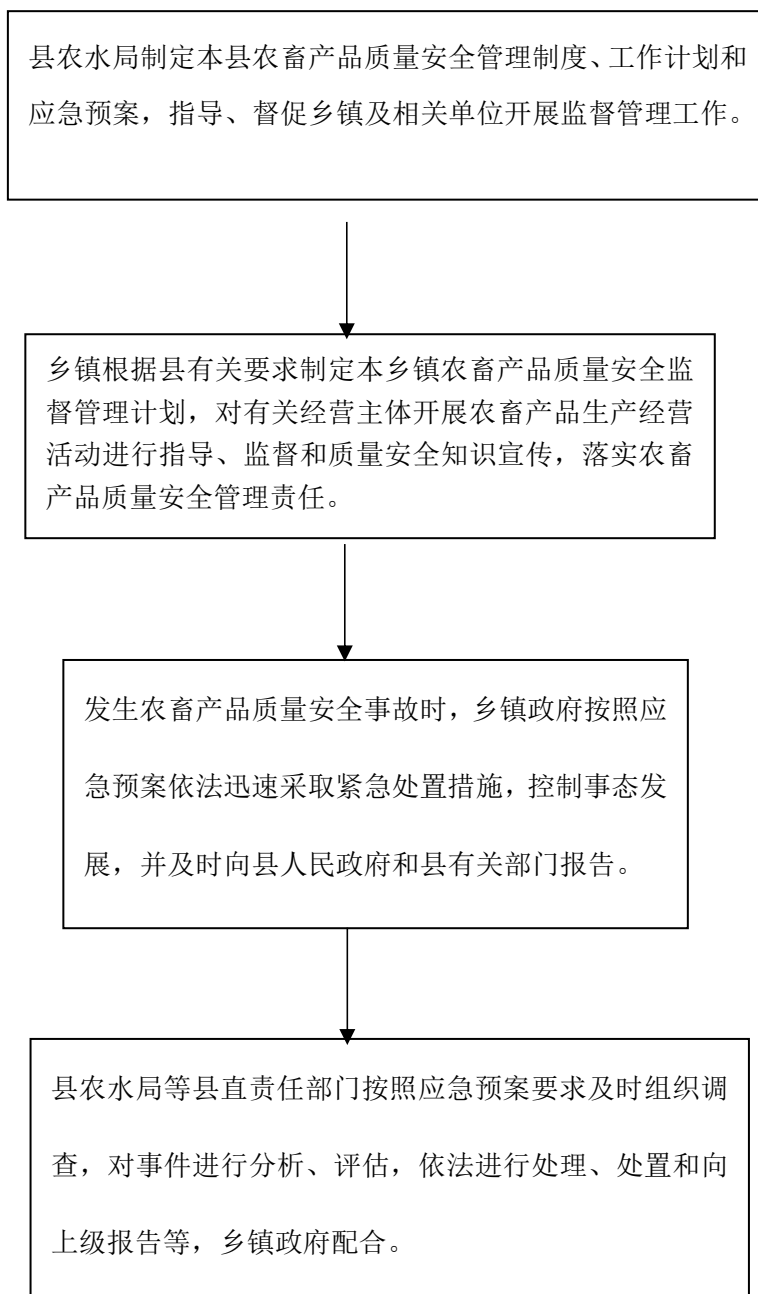 县农水局制定本县农畜产品质量安全管理制度、工作计划和
应急预案，指导、督促乡镇及相关单位开展监督管理工作。
乡镇根据县有关要求制定本乡镇农畜产品质量安全监
督管理计划，对有关经营主体开展农畜产品生产经营
活动进行指导、监督和质量安全知识宣传，落实农畜
产品质量安全管理责任。
发生农畜产品质量安全事故时，乡镇政府按照应
急预案依法迅速采取紧急处置措施，控制事态发
展，并及时向县人民政府和县有关部门报告。
县农水局等县直责任部门按照应急预案要求及时组织调
查，对事件进行分析、评估，依法进行处理、处置和向
上级报告等，乡镇政府配合。